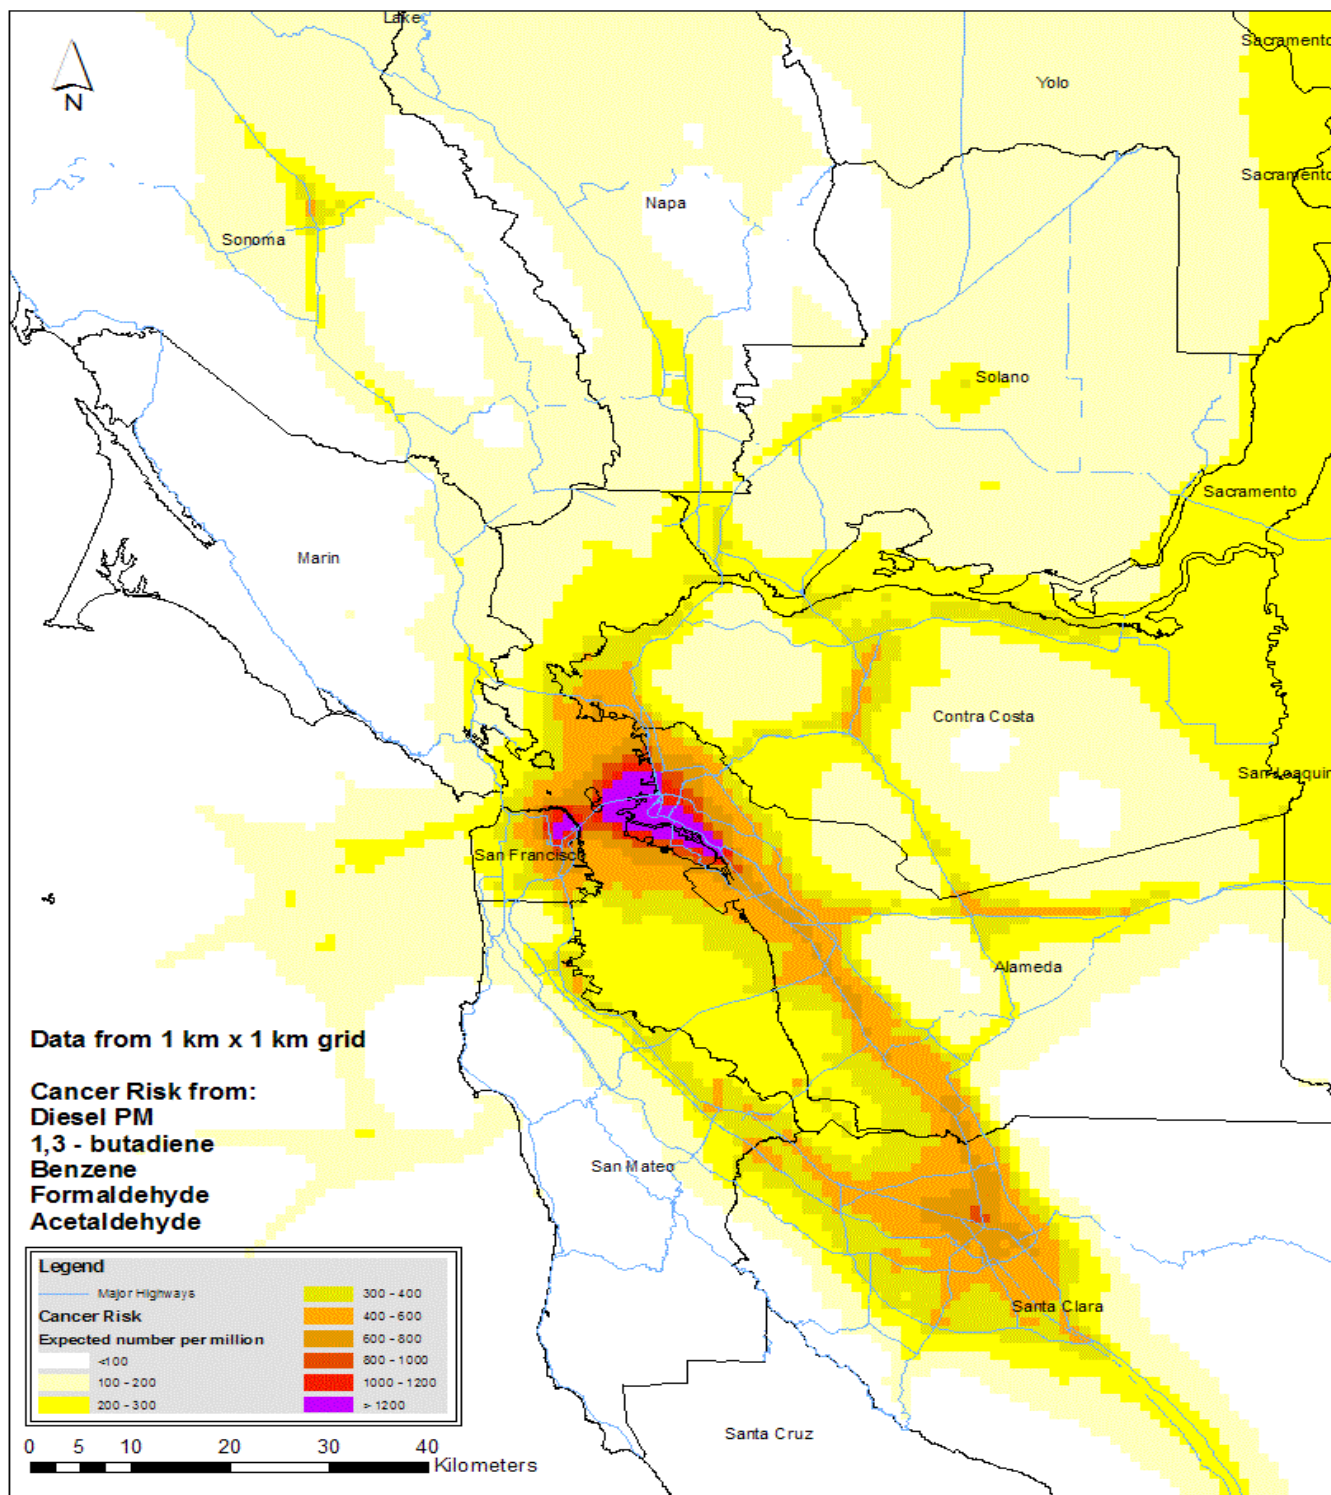 Lake
Sacramento
Yolo
N
Sacramento
Napa
Sonoma
Solano
Sacramento
Marin
Contra Costa
San Joaquin
San Francisco
Alameda
Data from 1 km x 1 km grid
Cancer Risk from:
Diesel PM
1,3 - butadiene
Benzene
Formaldehyde
Acetaldehyde
San Mateo
Santa Clara
Santa Cruz
Legend
Major Highways
Cancer Risk
Expected number per million
<100
100 - 200
200 - 300
300 - 400
400 - 600
600 - 800
800 - 1000
1000 - 1200
> 1200
0 5 10 20 30 40
Kilometers